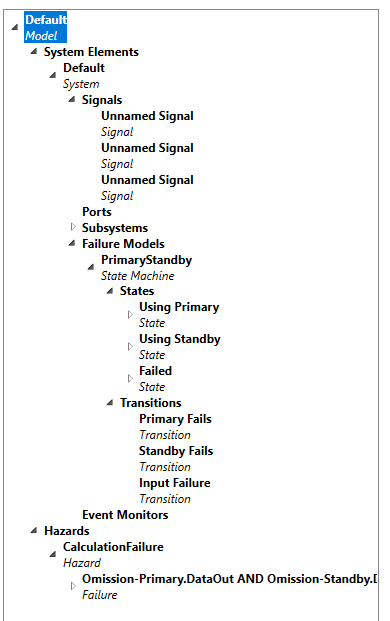 Default
Model
System Elements
Default
System
Signals
Unnamed Signal
Signal
Unnamed Signal
Signal
Unnamed Signal
Signal
Ports
Subsystems
Failure Models
PrimaryStandby
State Machine
States
Using Primary
State
Using Standby
State
Failed
State
Transitions
Primary Fails
Transition
Standby Fails
Transition
Input Failure
Transition
Event Monitors
Hazards
CalculationFailure
Hazard
Omission-Primary.DataOut AND Omission-Standby.
Failure